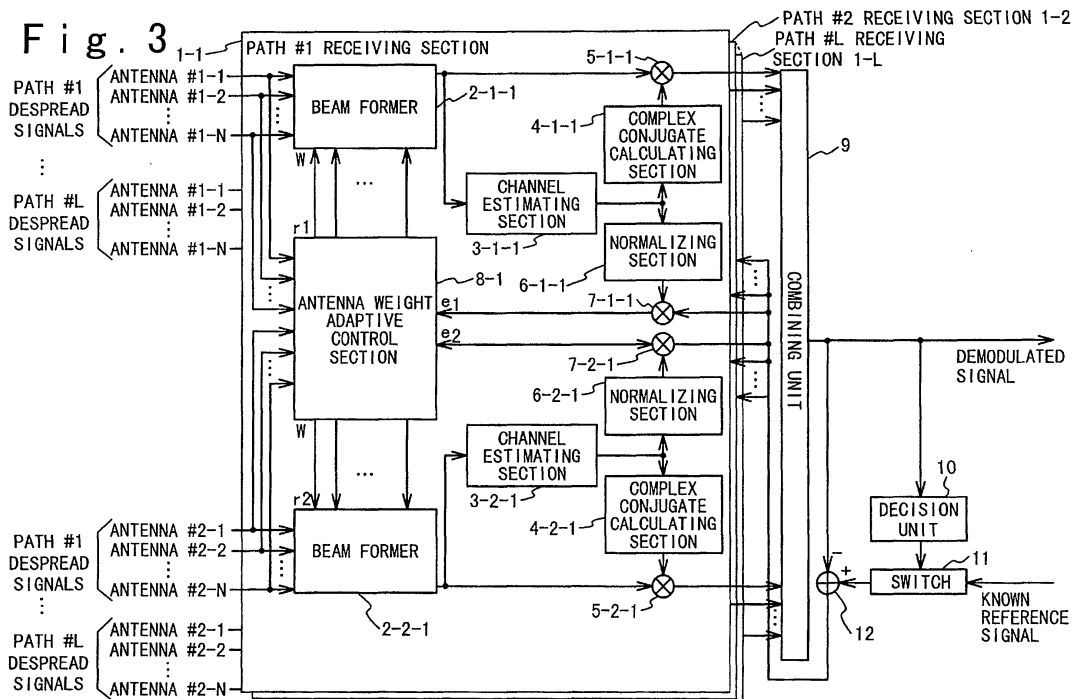 Fig. 3
PATH #2 RECEIVING SECTION 1-2
PATH #L RECEIVING
SECTION 1-L
1-1
PATH #1 RECEIVING SECTION
PATH #1
DESPREAD
SIGNALS
ANTENNA #1-1
ANTENNA #1-2
ANTENNA #1-N
BEAM FORMER
2-1-1
5-1-1
4-1-1
COMPLEX
CONJUGATE
CALCULATING
SECTION
9
W
...
PATH #L
DESPREAD
SIGNALS
ANTENNA #1-1
ANTENNA #1-2
ANTENNA #1-N
CHANNEL
ESTIMATING
SECTION
3-1-1
r1
NORMALIZING
SECTION
6-1-1
8-1
ANTENNA WEIGHT
ADAPTIVE
CONTROL
SECTION
e1
7-1-1
e2
7-2-1
COMBINING UNIT
DEMODULATED
SIGNAL
6-2-1
NORMALIZING
SECTION
W
...
CHANNEL
ESTIMATING
SECTION
3-2-1
r2
4-2-1
COMPLEX
CONJUGATE
CALCULATING
SECTION
10
DECISION
UNIT
PATH #1
DESPREAD
SIGNALS
ANTENNA #2-1
ANTENNA #2-2
ANTENNA #2-N
BEAM FORMER
2-2-1
5-2-1
-
+
11
SWITCH
12
KNOWN
REFERENCE
SIGNAL
PATH #L
DESPREAD
SIGNALS
ANTENNA #2-1
ANTENNA #2-2
ANTENNA #2-N